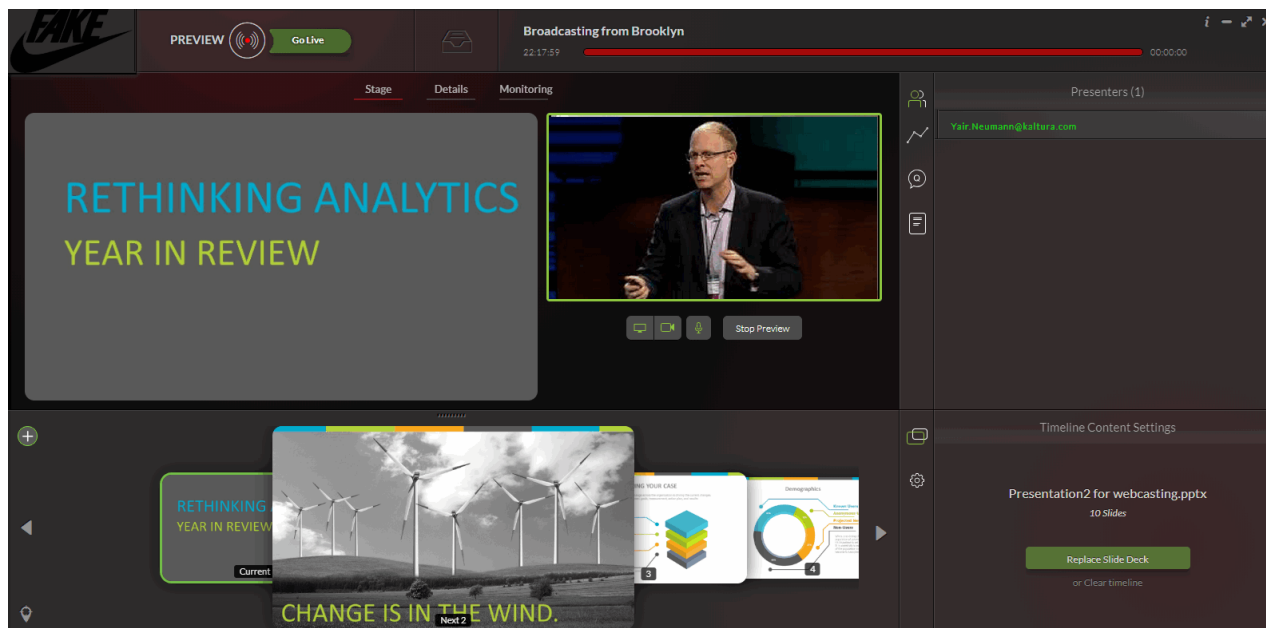 FAKE
PREVIEW
Go Live
Broadcasting from Brooklyn
22:17:59
00:00:00
i
Stage
Details
Monitoring
Presenters (1)
Yair.Neumann@kaltura.com
RETHINKING ANALYTICS
YEAR IN REVIEW
Stop Preview
Timeline Content Settings
Presentation2 for webcasting.pptx
10 Slides
Replace Slide Deck
or Clear timeline
RETHINKING
YEAR IN REVIEW
Current
CHANGE IS IN THE WIND.
Next 2
YOUR CASE
3
Demographics
4